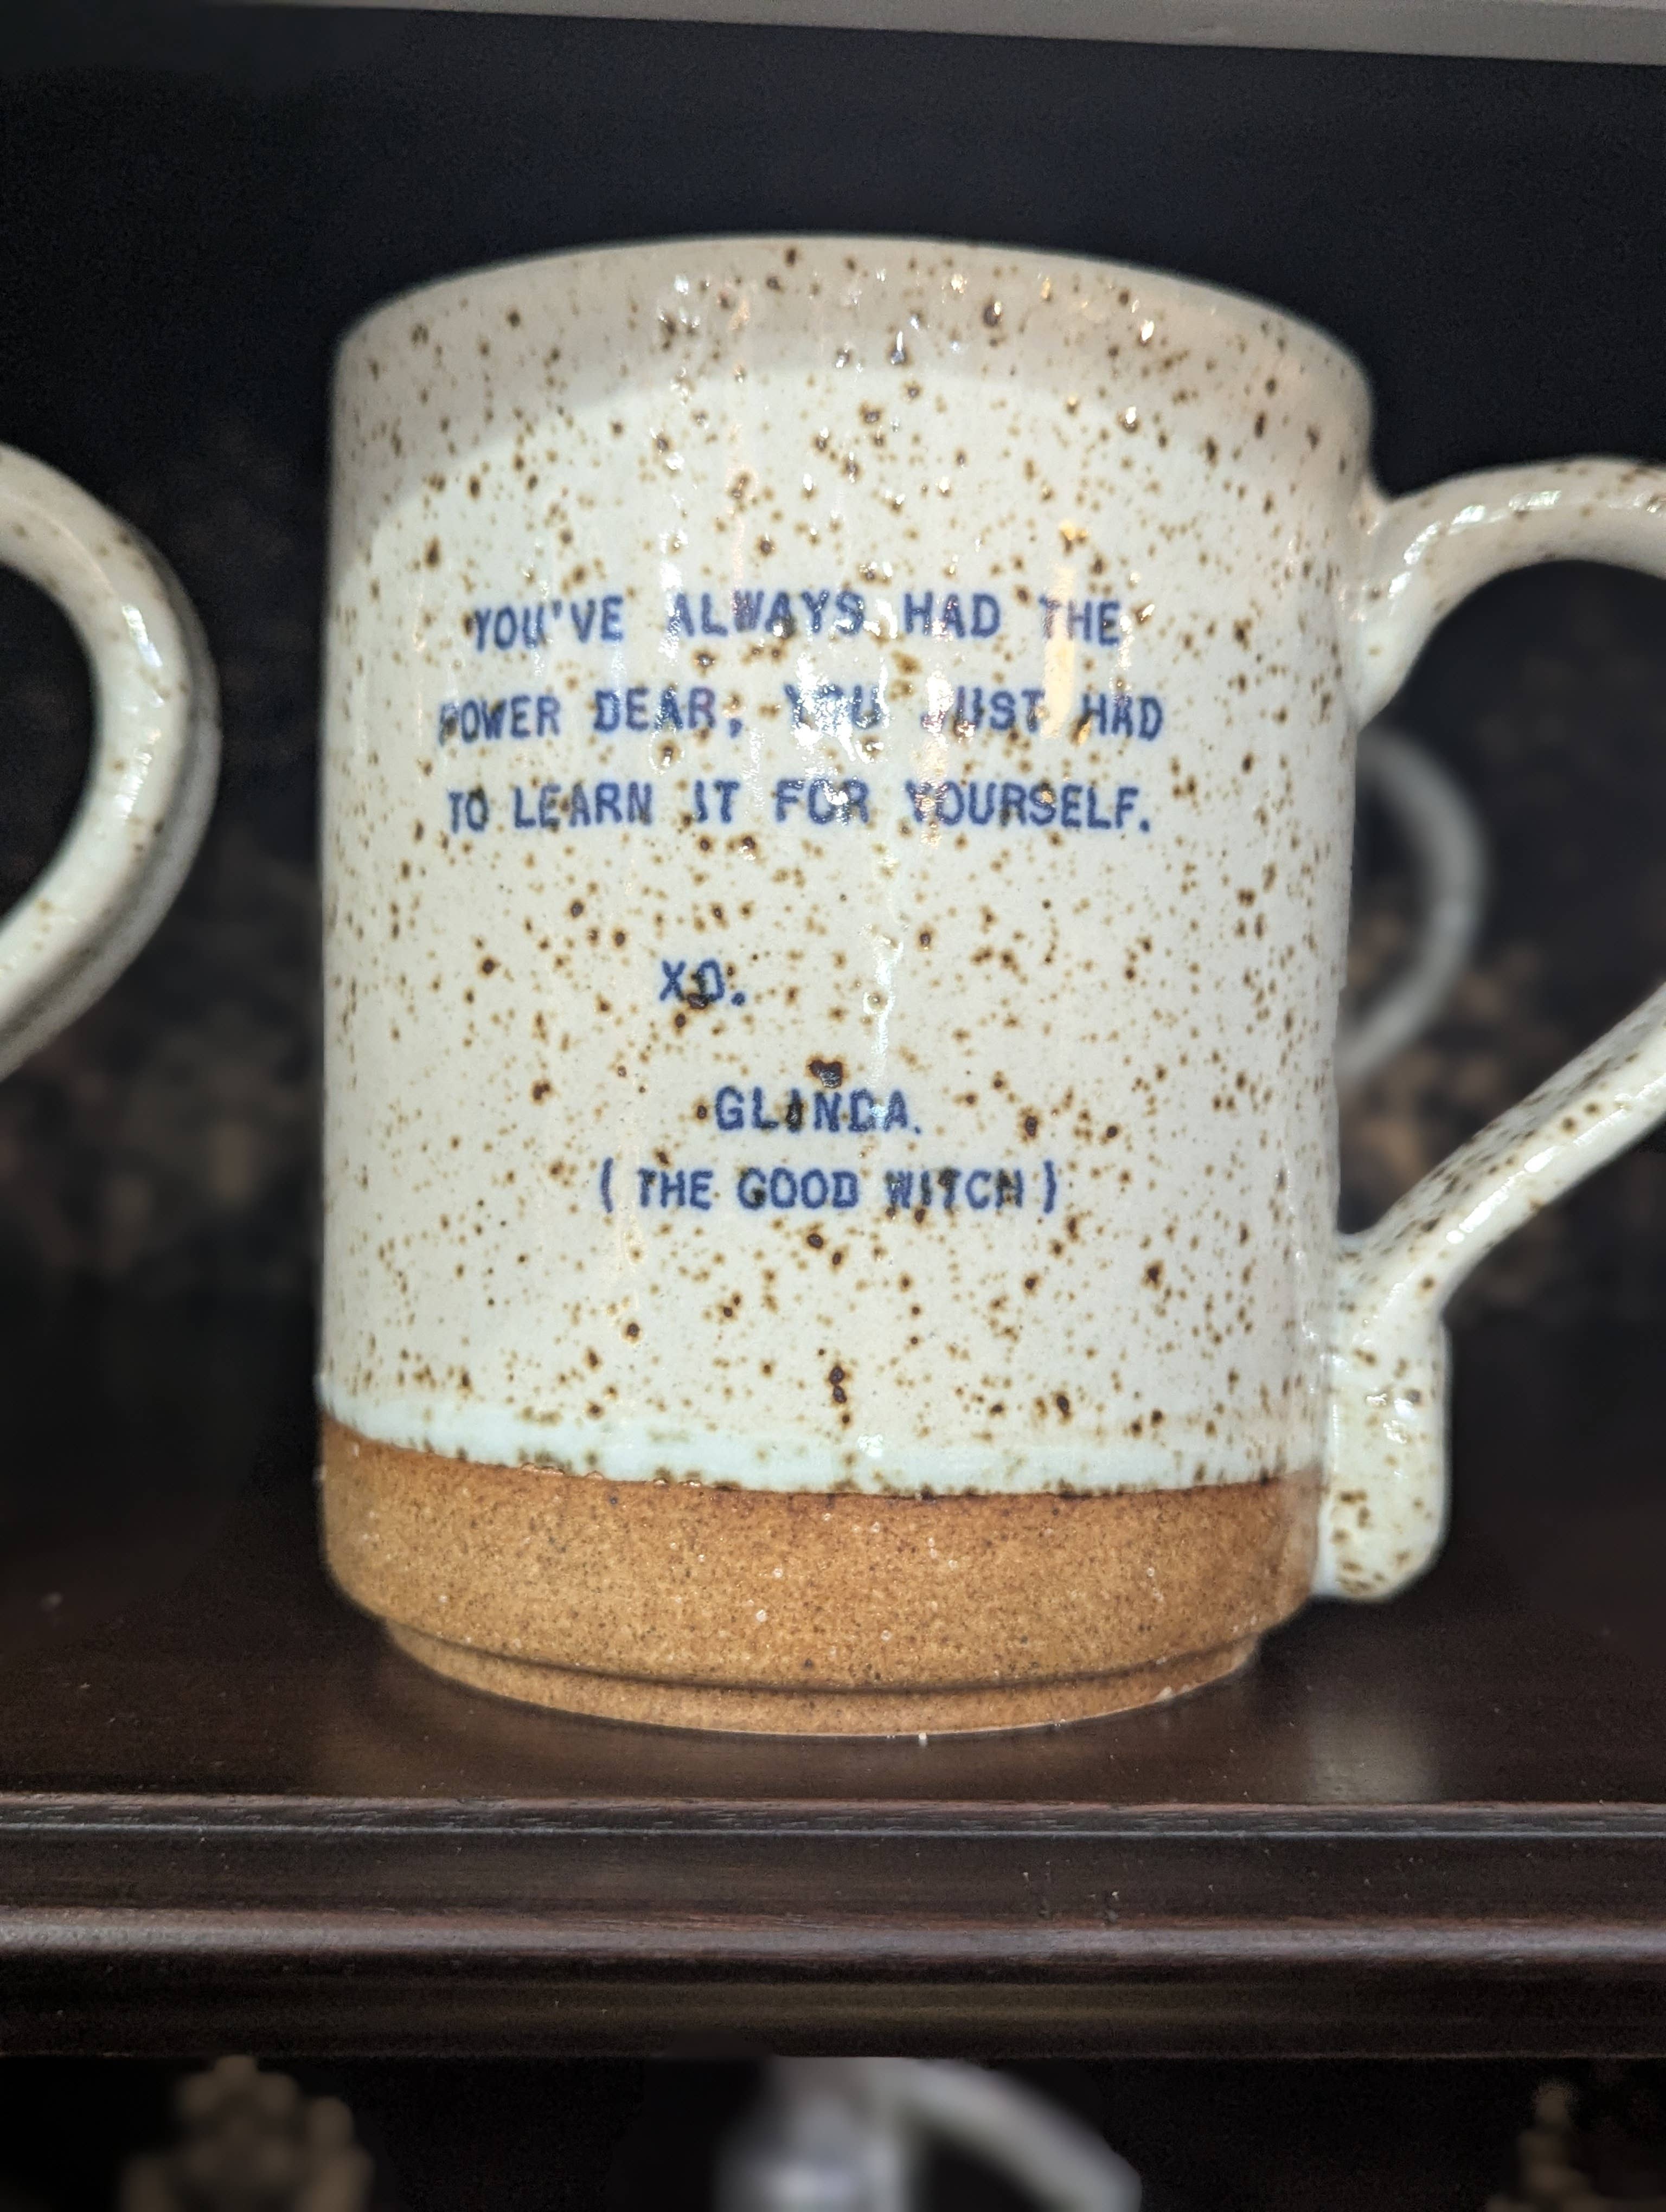 YOU'VE ALWAYS HAD THE
POWER DEAR, YOU JUST HAD
TO LEARN IT FOR YOURSELF.
XO.
GLINDA.
( THE GOOD WITCH )